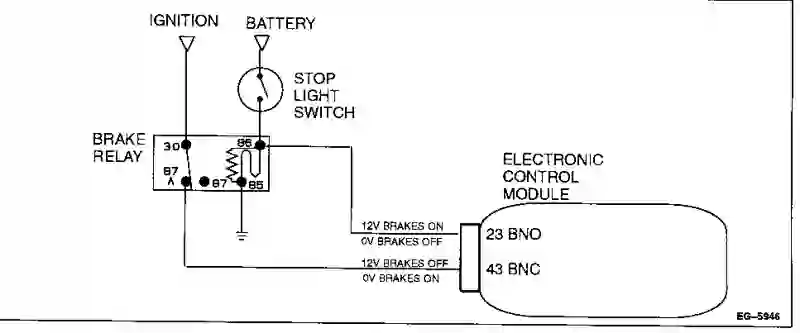 IGNITION
BATTERY
STOP
LIGHT
SWITCH
BRAKE
RELAY
30
86
87
A
87
85
ELECTRONIC
CONTROL
MODULE
12V BRAKES ON
0V BRAKES OFF
23 BNO
12V BRAKES OFF
0V BRAKES ON
43 BNC
EG–5946